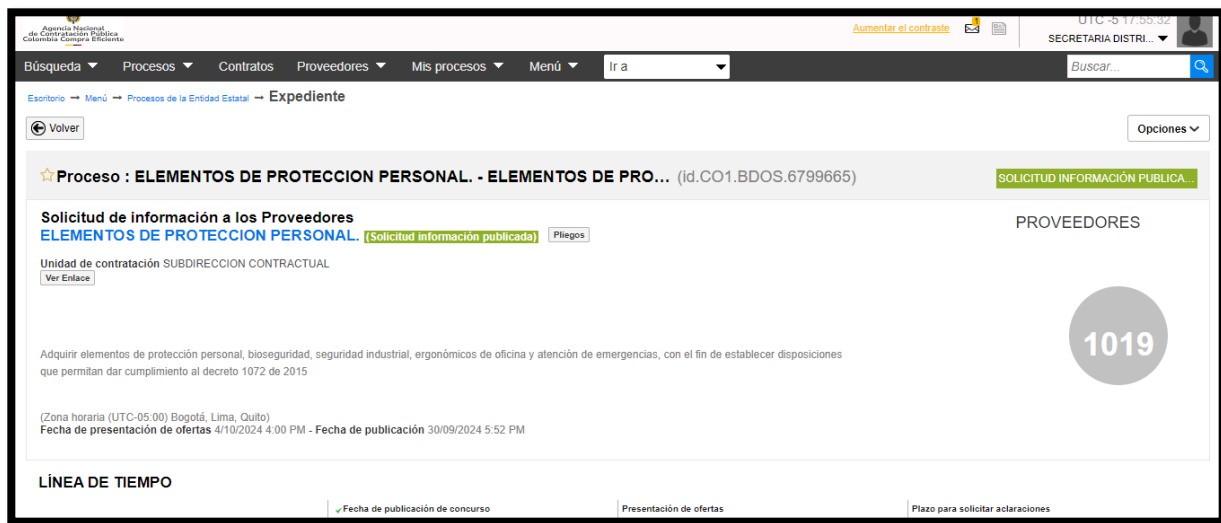 Agencia Nacional
de Contratación Pública
Colombia Compra Eficiente
Aumentar el contraste
1
UTC -5 17:55:32
SECRETARIA DISTRI...
Búsqueda Procesos Contratos Proveedores Mis procesos Menú Ir a Buscar...
Escritorio → Menú → Procesos de la Entidad Estatal → Expediente
Volver
Opciones
Proceso : ELEMENTOS DE PROTECCION PERSONAL. - ELEMENTOS DE PRO... (id.CO1.BDOS.6799665)
SOLICITUD INFORMACIÓN PUBLICA...
Solicitud de información a los Proveedores
ELEMENTOS DE PROTECCION PERSONAL. (Solicitud información publicada) Pliegos
PROVEEDORES
Unidad de contratación SUBDIRECCION CONTRACTUAL
Ver Enlace
1019
Adquirir elementos de protección personal, bioseguridad, seguridad industrial, ergonómicos de oficina y atención de emergencias, con el fin de establecer disposiciones
que permitan dar cumplimiento al decreto 1072 de 2015
(Zona horaria (UTC-05:00) Bogotá, Lima, Quito)
Fecha de presentación de ofertas 4/10/2024 4:00 PM - Fecha de publicación 30/09/2024 5:52 PM
LÍNEA DE TIEMPO
Fecha de publicación de concurso
Presentación de ofertas
Plazo para solicitar aclaraciones